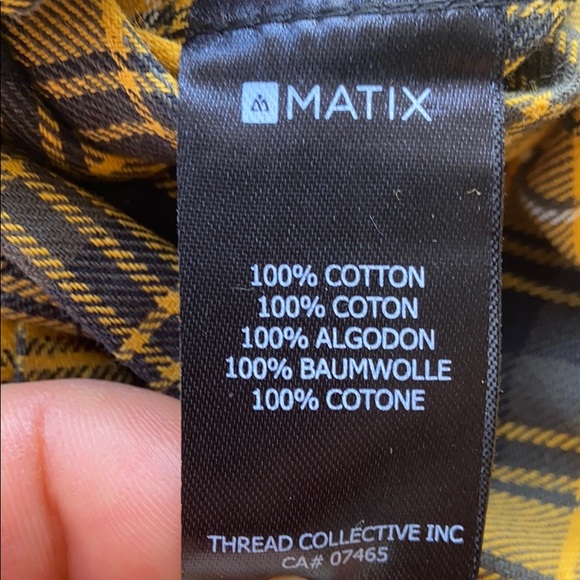 MATIX
100% COTTON
100% COTON
100% ALGODON
100% BAUMWOLLE
100% COTONE
THREAD COLLECTIVE INC
CA# 07465